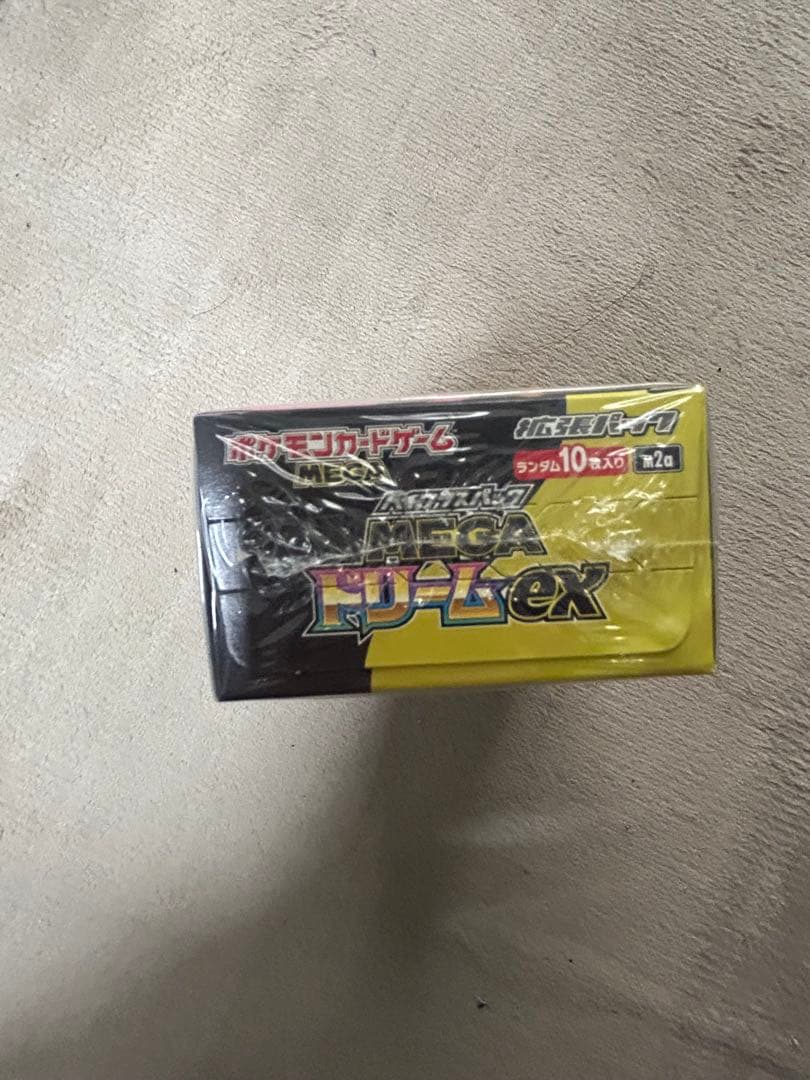 ポケモンカードゲーム
MEGA
拡張パック
ランダム10枚入り
m2a
ハイクラスパック
MEGA
ドリームex